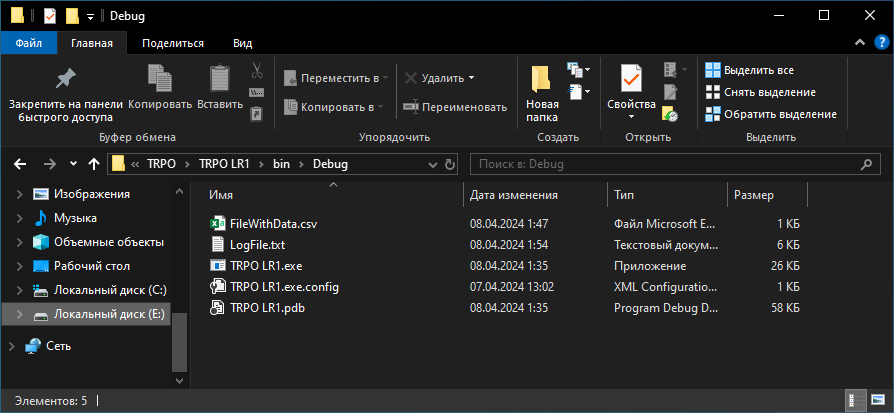 Debug
Файл Главная Поделиться Вид
Закрепить на панели быстрого доступа
Копировать
Вставить
Переместить в
Копировать в
Удалить
Переименовать
Новая папка
Свойства
Выделить все
Снять выделение
Обратить выделение
Буфер обмена Упорядочить Создать Открыть Выделить
« TRPO > TRPO LR1 > bin > Debug
Поиск в: Debug
Изображения
Музыка
Объемные объекты
Рабочий стол
Локальный диск (C:)
Локальный диск (E:)
Сеть
Имя Дата изменения Тип Размер
FileWithData.csv 08.04.2024 1:47 Файл Microsoft E... 1 КБ
LogFile.txt 08.04.2024 1:54 Текстовый докум... 6 КБ
TRPO LR1.exe 08.04.2024 1:35 Приложение 26 КБ
TRPO LR1.exe.config 07.04.2024 13:02 XML Configuratio... 1 КБ
TRPO LR1.pdb 08.04.2024 1:35 Program Debug D... 58 КБ
Элементов: 5